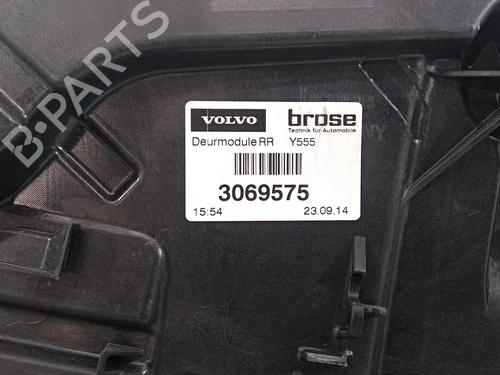 VOLVO brose
Technik für Automobile
Deurmodule RR Y555
3069575
15:54 23.09.14
B-PARTS